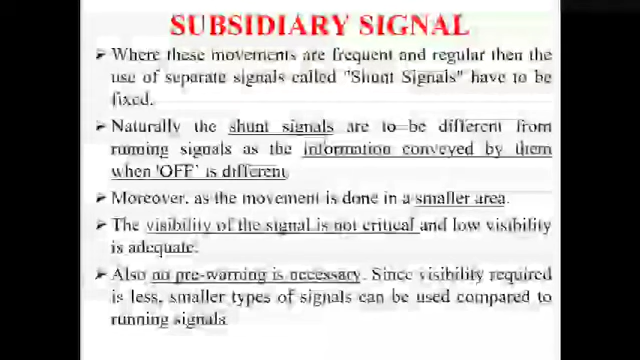 SUBSIDIARY SIGNAL
➢ Where these movements are frequent and regular then the
use of separate signals called "Shunt Signals" have to be
fixed.
➢ Naturally the shunt signals are to be different from
running signals as the information conveyed by them
when 'OFF' is different.
➢ Moreover, as the movement is done in a smaller area.
➢ The visibility of the signal is not critical and low visibility
is adequate.
➢ Also no pre-warning is necessary. Since visibility required
is less, smaller types of signals can be used compared to
running signals.